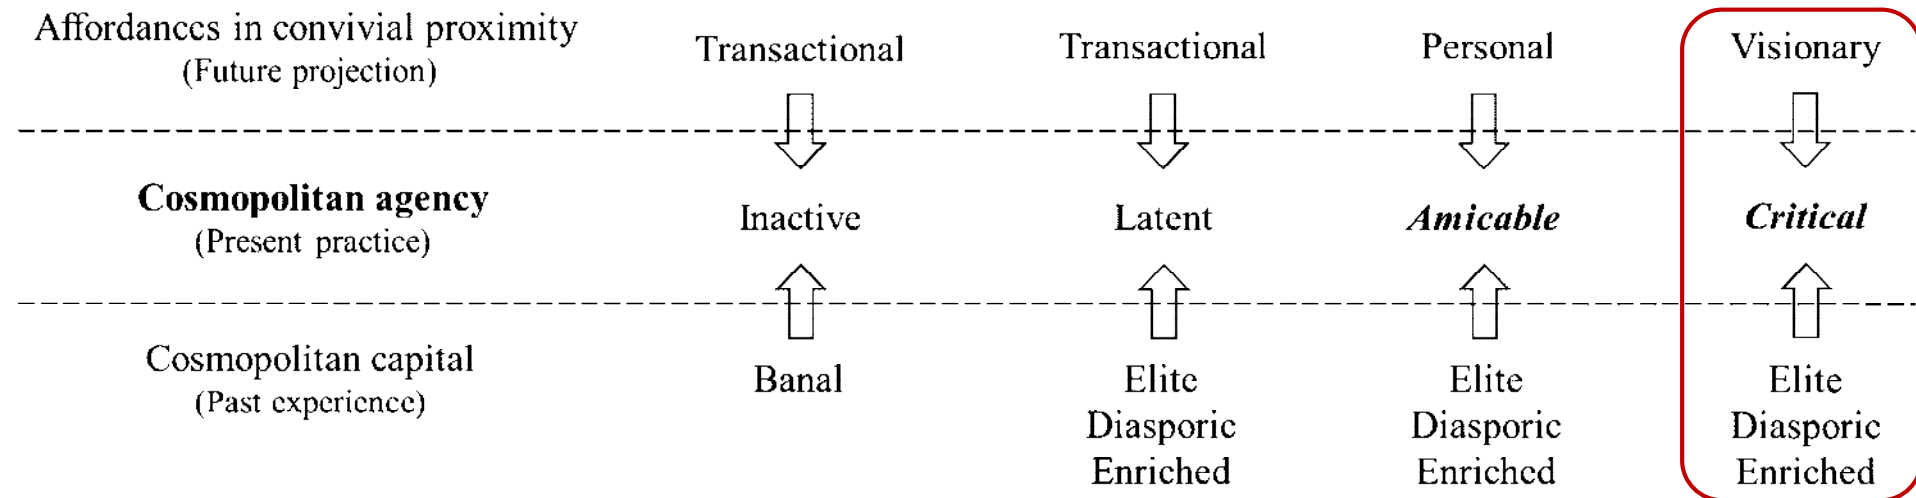 Affordances in convivial proximity
(Future projection)
Transactional
Transactional
Personal
Visionary
Cosmopolitan agency
(Present practice)
Inactive
Latent
Amicable
Critical
Cosmopolitan capital
(Past experience)
Banal
Elite
Diasporic
Enriched
Elite
Diasporic
Enriched
Elite
Diasporic
Enriched